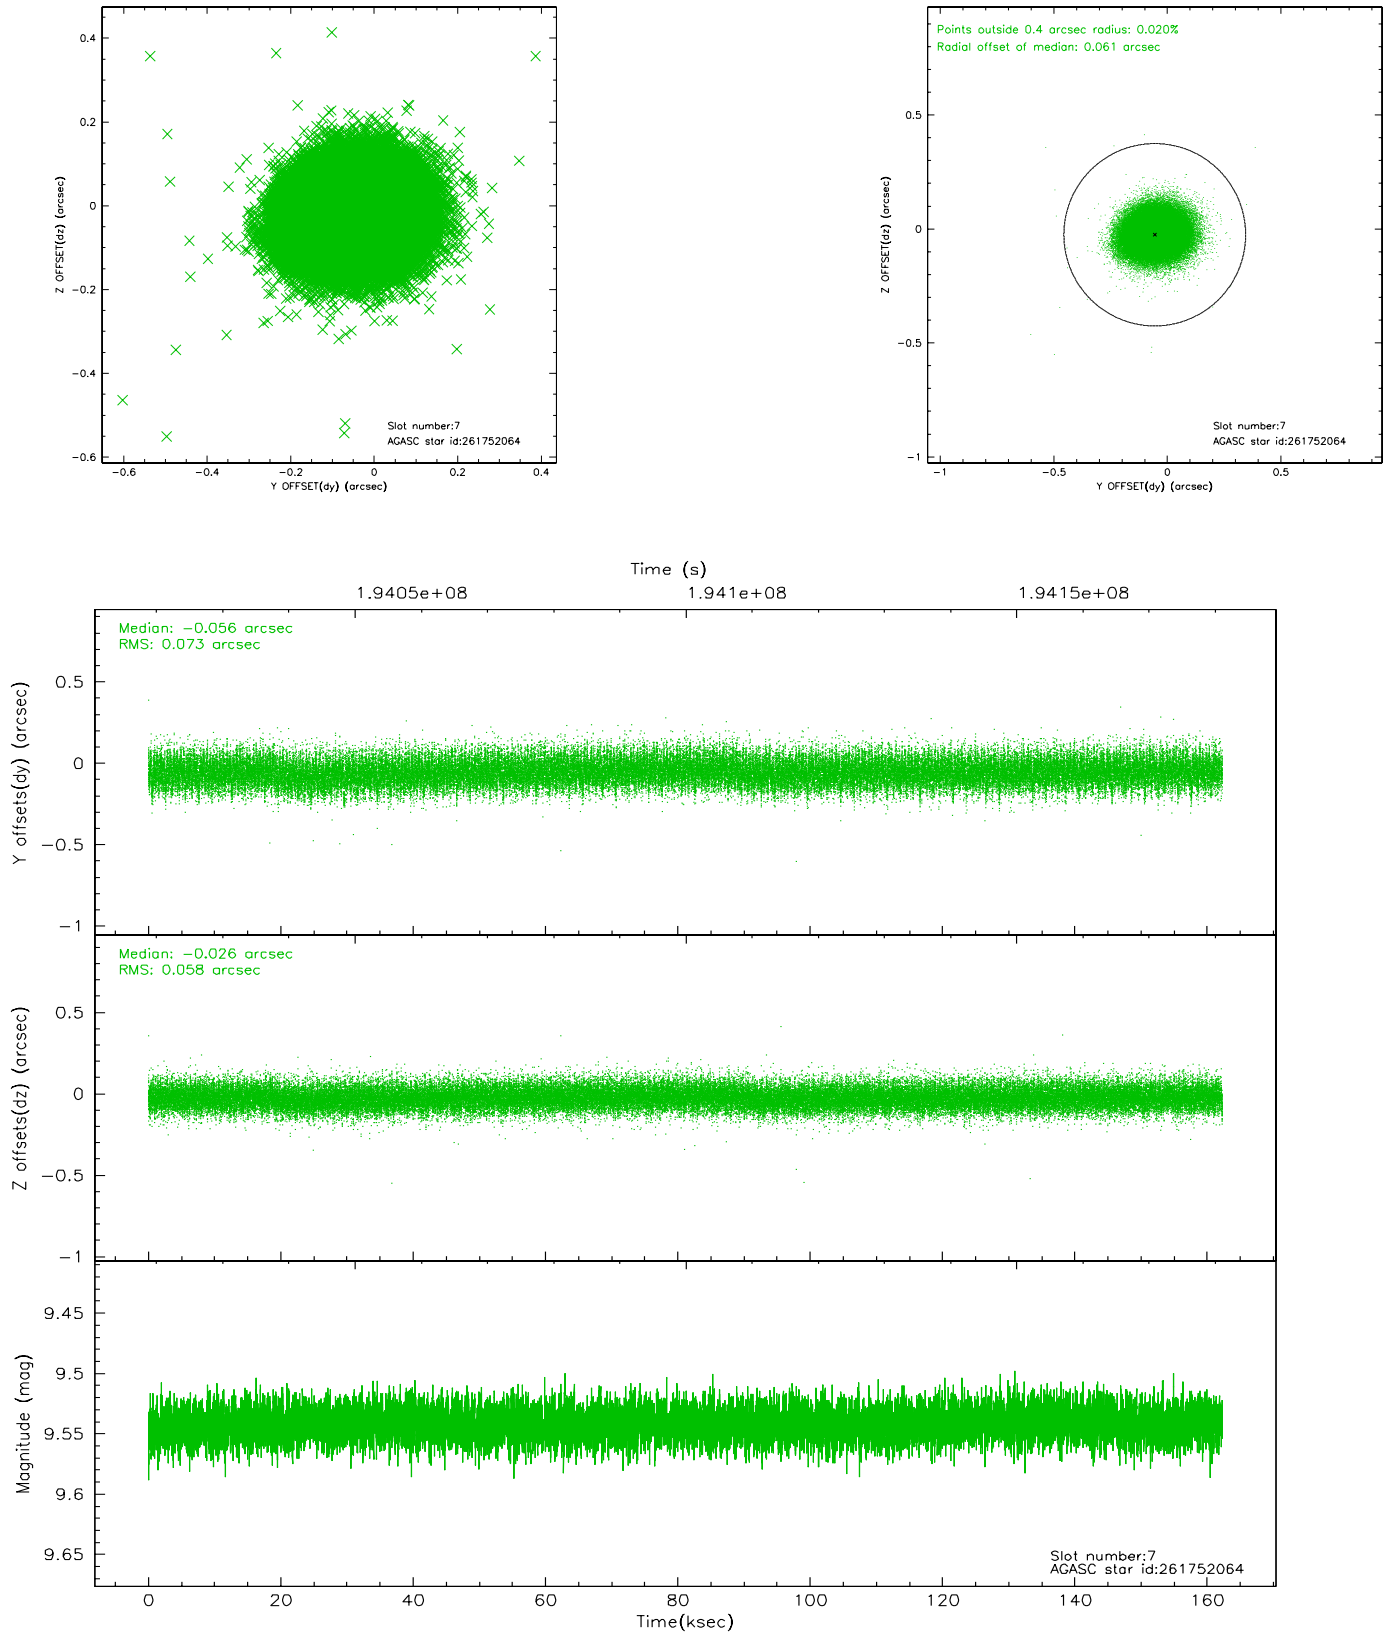 0.4
0.2
0
−0.2
−0.4
−0.6
Z OFFSET(dz) (arcsec)
Slot number:7
AGASC star id:261752064
−0.6 −0.4 −0.2 0 0.2 0.4
Y OFFSET(dy) (arcsec)
Points outside 0.4 arcsec radius: 0.020%
Radial offset of median: 0.061 arcsec
0.5
0
−0.5
−1
Z OFFSET(dz) (arcsec)
Slot number:7
AGASC star id:261752064
−1 −0.5 0 0.5
Y OFFSET(dy) (arcsec)
Time (s)
1.9405e+08 1.941e+08 1.9415e+08
Median: −0.056 arcsec
RMS: 0.073 arcsec
0.5
0
−0.5
−1
Y offsets(dy) (arcsec)
Median: −0.026 arcsec
RMS: 0.058 arcsec
0.5
0
−0.5
−1
Z offsets(dz) (arcsec)
9.45
9.5
9.55
9.6
9.65
Magnitude (mag)
Slot number:7
AGASC star id:261752064
0 20 40 60 80 100 120 140 160
Time(ksec)